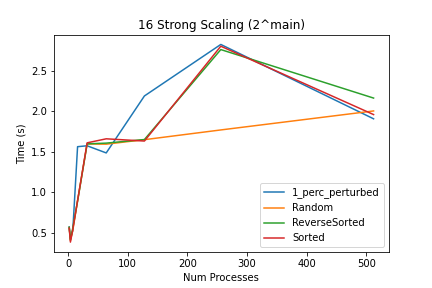 16 Strong Scaling (2^main)
Time (s)
2.5
2.0
1.5
1.0
0.5
0
100
200
300
400
500
Num Processes
1_perc_perturbed
Random
ReverseSorted
Sorted